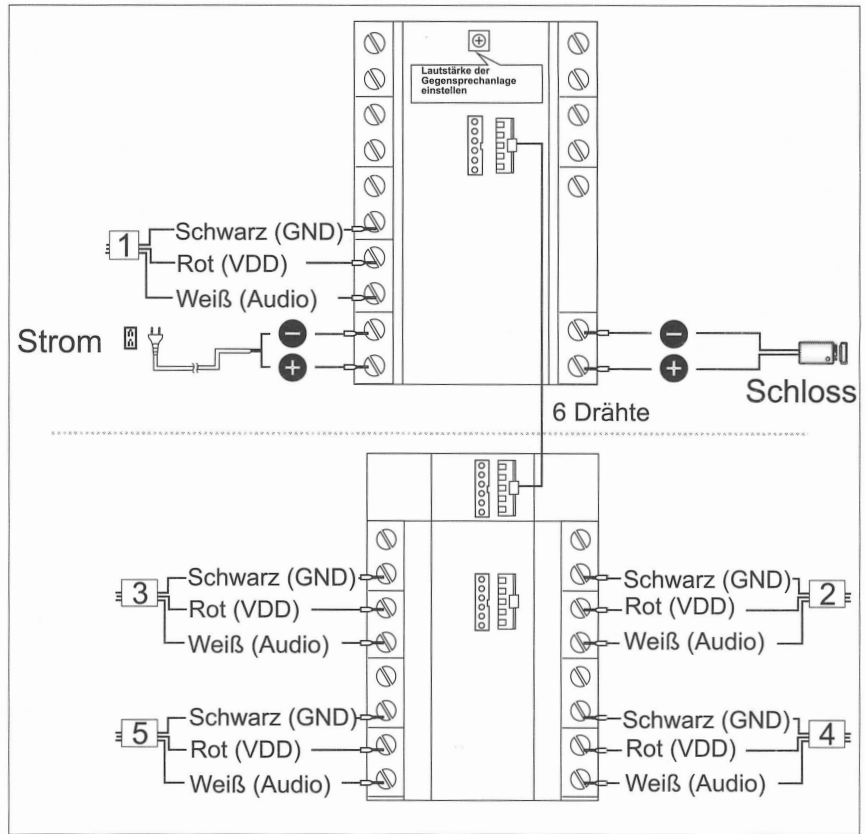 Lautstärke der
Gegensprechanlage
einstellen
1
Schwarz (GND)
Rot (VDD)
Weiß (Audio)
Strom
Schloss
6 Drähte
3
Schwarz (GND)
Rot (VDD)
Weiß (Audio)
Schwarz (GND)
Rot (VDD)
Weiß (Audio)
2
5
Schwarz (GND)
Rot (VDD)
Weiß (Audio)
Schwarz (GND)
Rot (VDD)
Weiß (Audio)
4